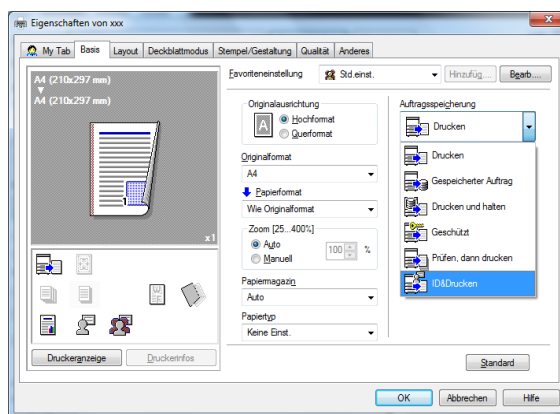 Eigenschaften von xxx
My Tab Basis Layout Deckblattmodus Stempel/Gestaltung Qualität Anderes
A4 (210x297 mm)
A4 (210x297 mm)
1
x1
Druckeranzeige Druckerinfos
Favoriteneinstellung Std.einst. Hinzufüg.... Bearb....
Originalausrichtung
A
Hochformat
Querformat
Originalformat
A4
Papierformat
Wie Originalformat
Zoom [25...400%]
Auto
Manuell
100 %
Papiermagazin
Auto
Papiertyp
Keine Einst.
Auftragsspeicherung
Drucken
Drucken
Gespeicherter Auftrag
Drucken und halten
Geschützt
Prüfen, dann drucken
ID&Drucken
Standard
OK Abbrechen Hilfe